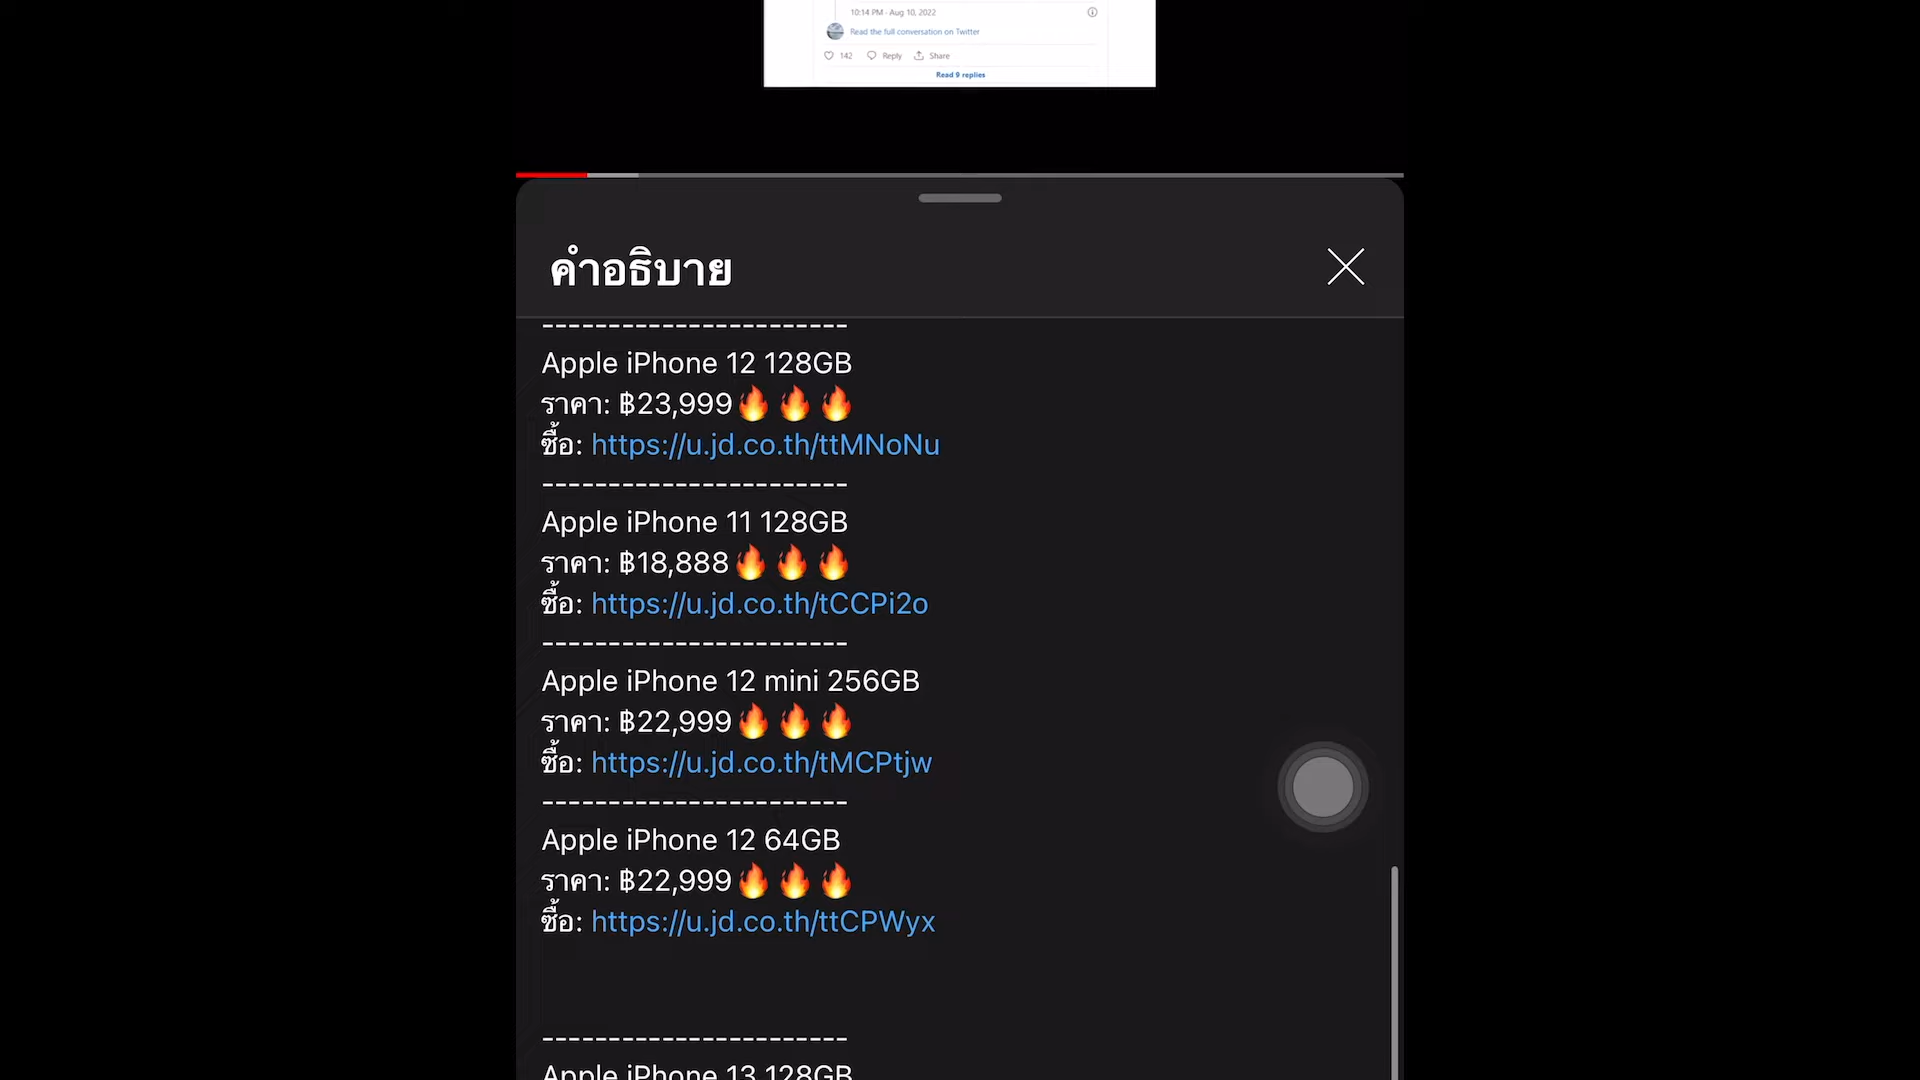 10:14 PM · Aug 10, 2022
Read the full conversation on Twitter
142 Reply Share
Read 9 replies
คำอธิบาย
-----------------------
Apple iPhone 12 128GB
ราคา: ฿23,999🔥🔥🔥
ซื้อ: https://u.jd.co.th/ttMNoNu
-----------------------
Apple iPhone 11 128GB
ราคา: ฿18,888🔥🔥🔥
ซื้อ: https://u.jd.co.th/tCCPi2o
-----------------------
Apple iPhone 12 mini 256GB
ราคา: ฿22,999🔥🔥🔥
ซื้อ: https://u.jd.co.th/tMCPtjw
-----------------------
Apple iPhone 12 64GB
ราคา: ฿22,999🔥🔥🔥
ซื้อ: https://u.jd.co.th/ttCPWyx
-----------------------
Apple iPhone 13 128GB